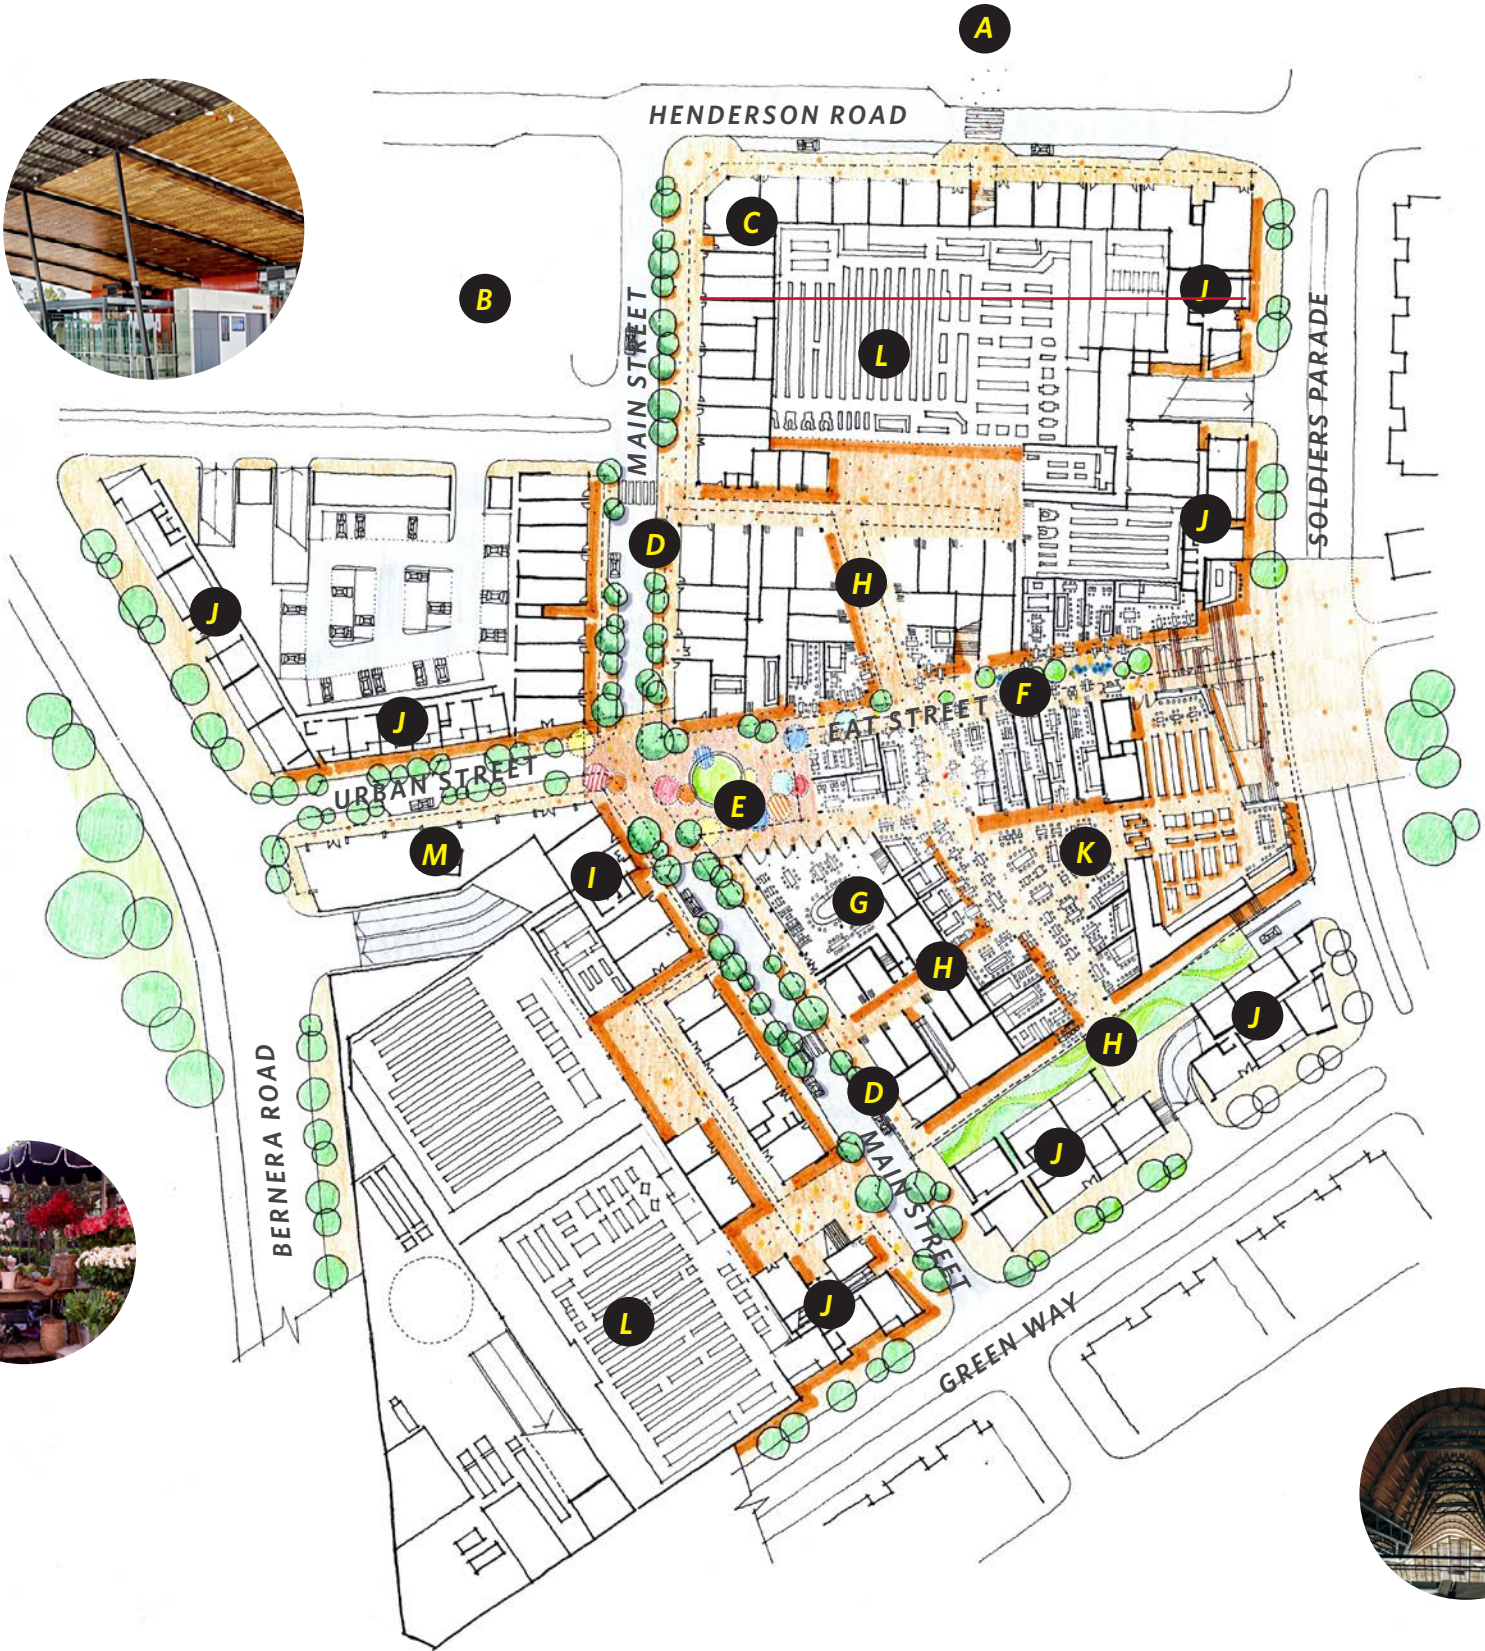 A
HENDERSON ROAD
C
B
J
MAIN STREET
SOLDIERS PARADE
L
J
D
H
J
F
EAT STREET
J
URBAN STREET
E
M
K
I
G
H
J
H
D
BERNERA ROAD
MAIN STREET
J
J
L
GREEN WAY